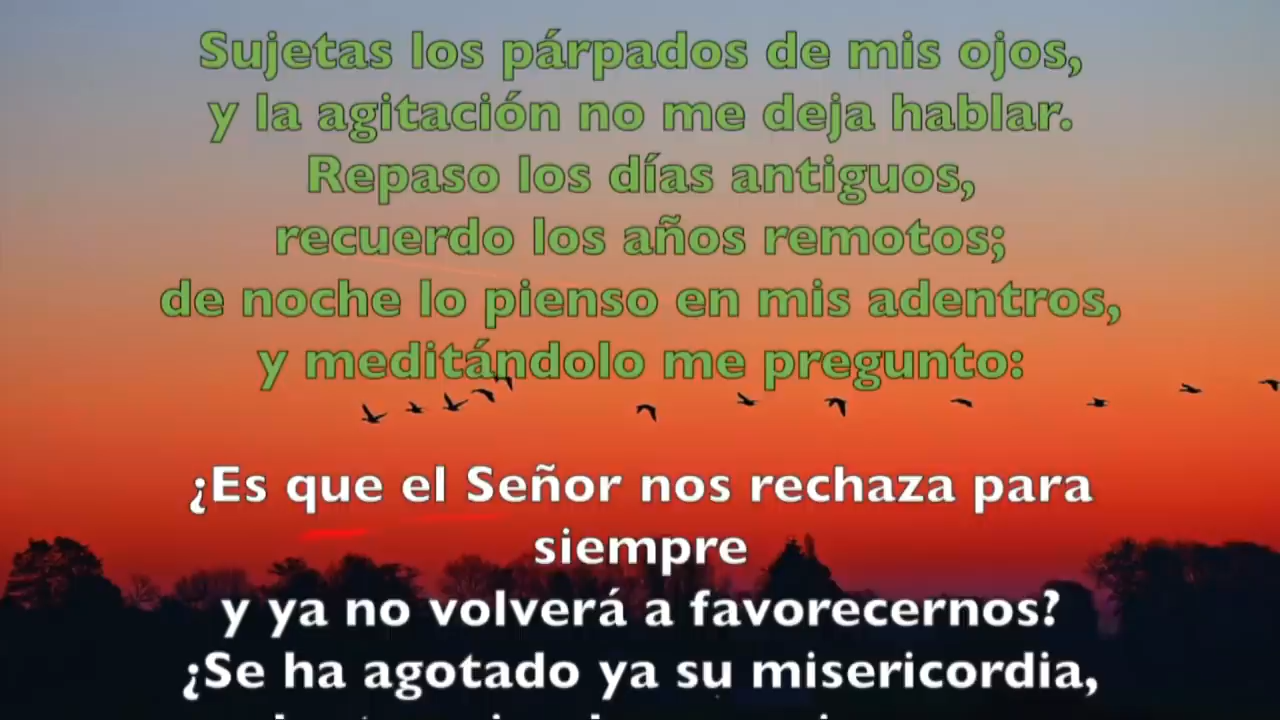 Sujetas los párpados de mis ojos,
y la agitación no me deja hablar.
Repaso los días antiguos,
recuerdo los años remotos;
de noche lo pienso en mis adentros,
y meditándolo me pregunto:
¿Es que el Señor nos rechaza para
siempre
y ya no volverá a favorecernos?
¿Se ha agotado ya su misericordia,